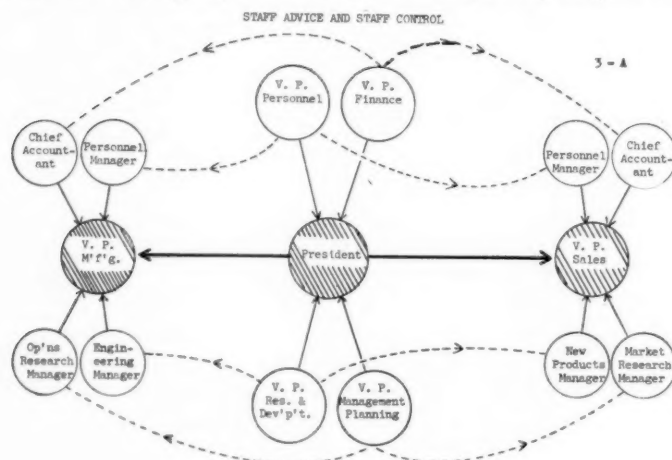 STAFF ADVICE AND STAFF CONTROL
3 - A
V. P.
Personnel
V. P.
Finance
Chief
Account-
ant
Personnel
Manager
Personnel
Manager
Chief
Account-
ant
V. P.
M'f'g.
President
V. P.
Sales
Op'ns
Research
Manager
Engin-
eering
Manager
New
Products
Manager
Market
Research
Manager
V. P.
Res. &
Dev'p't.
V. P.
Management
Planning